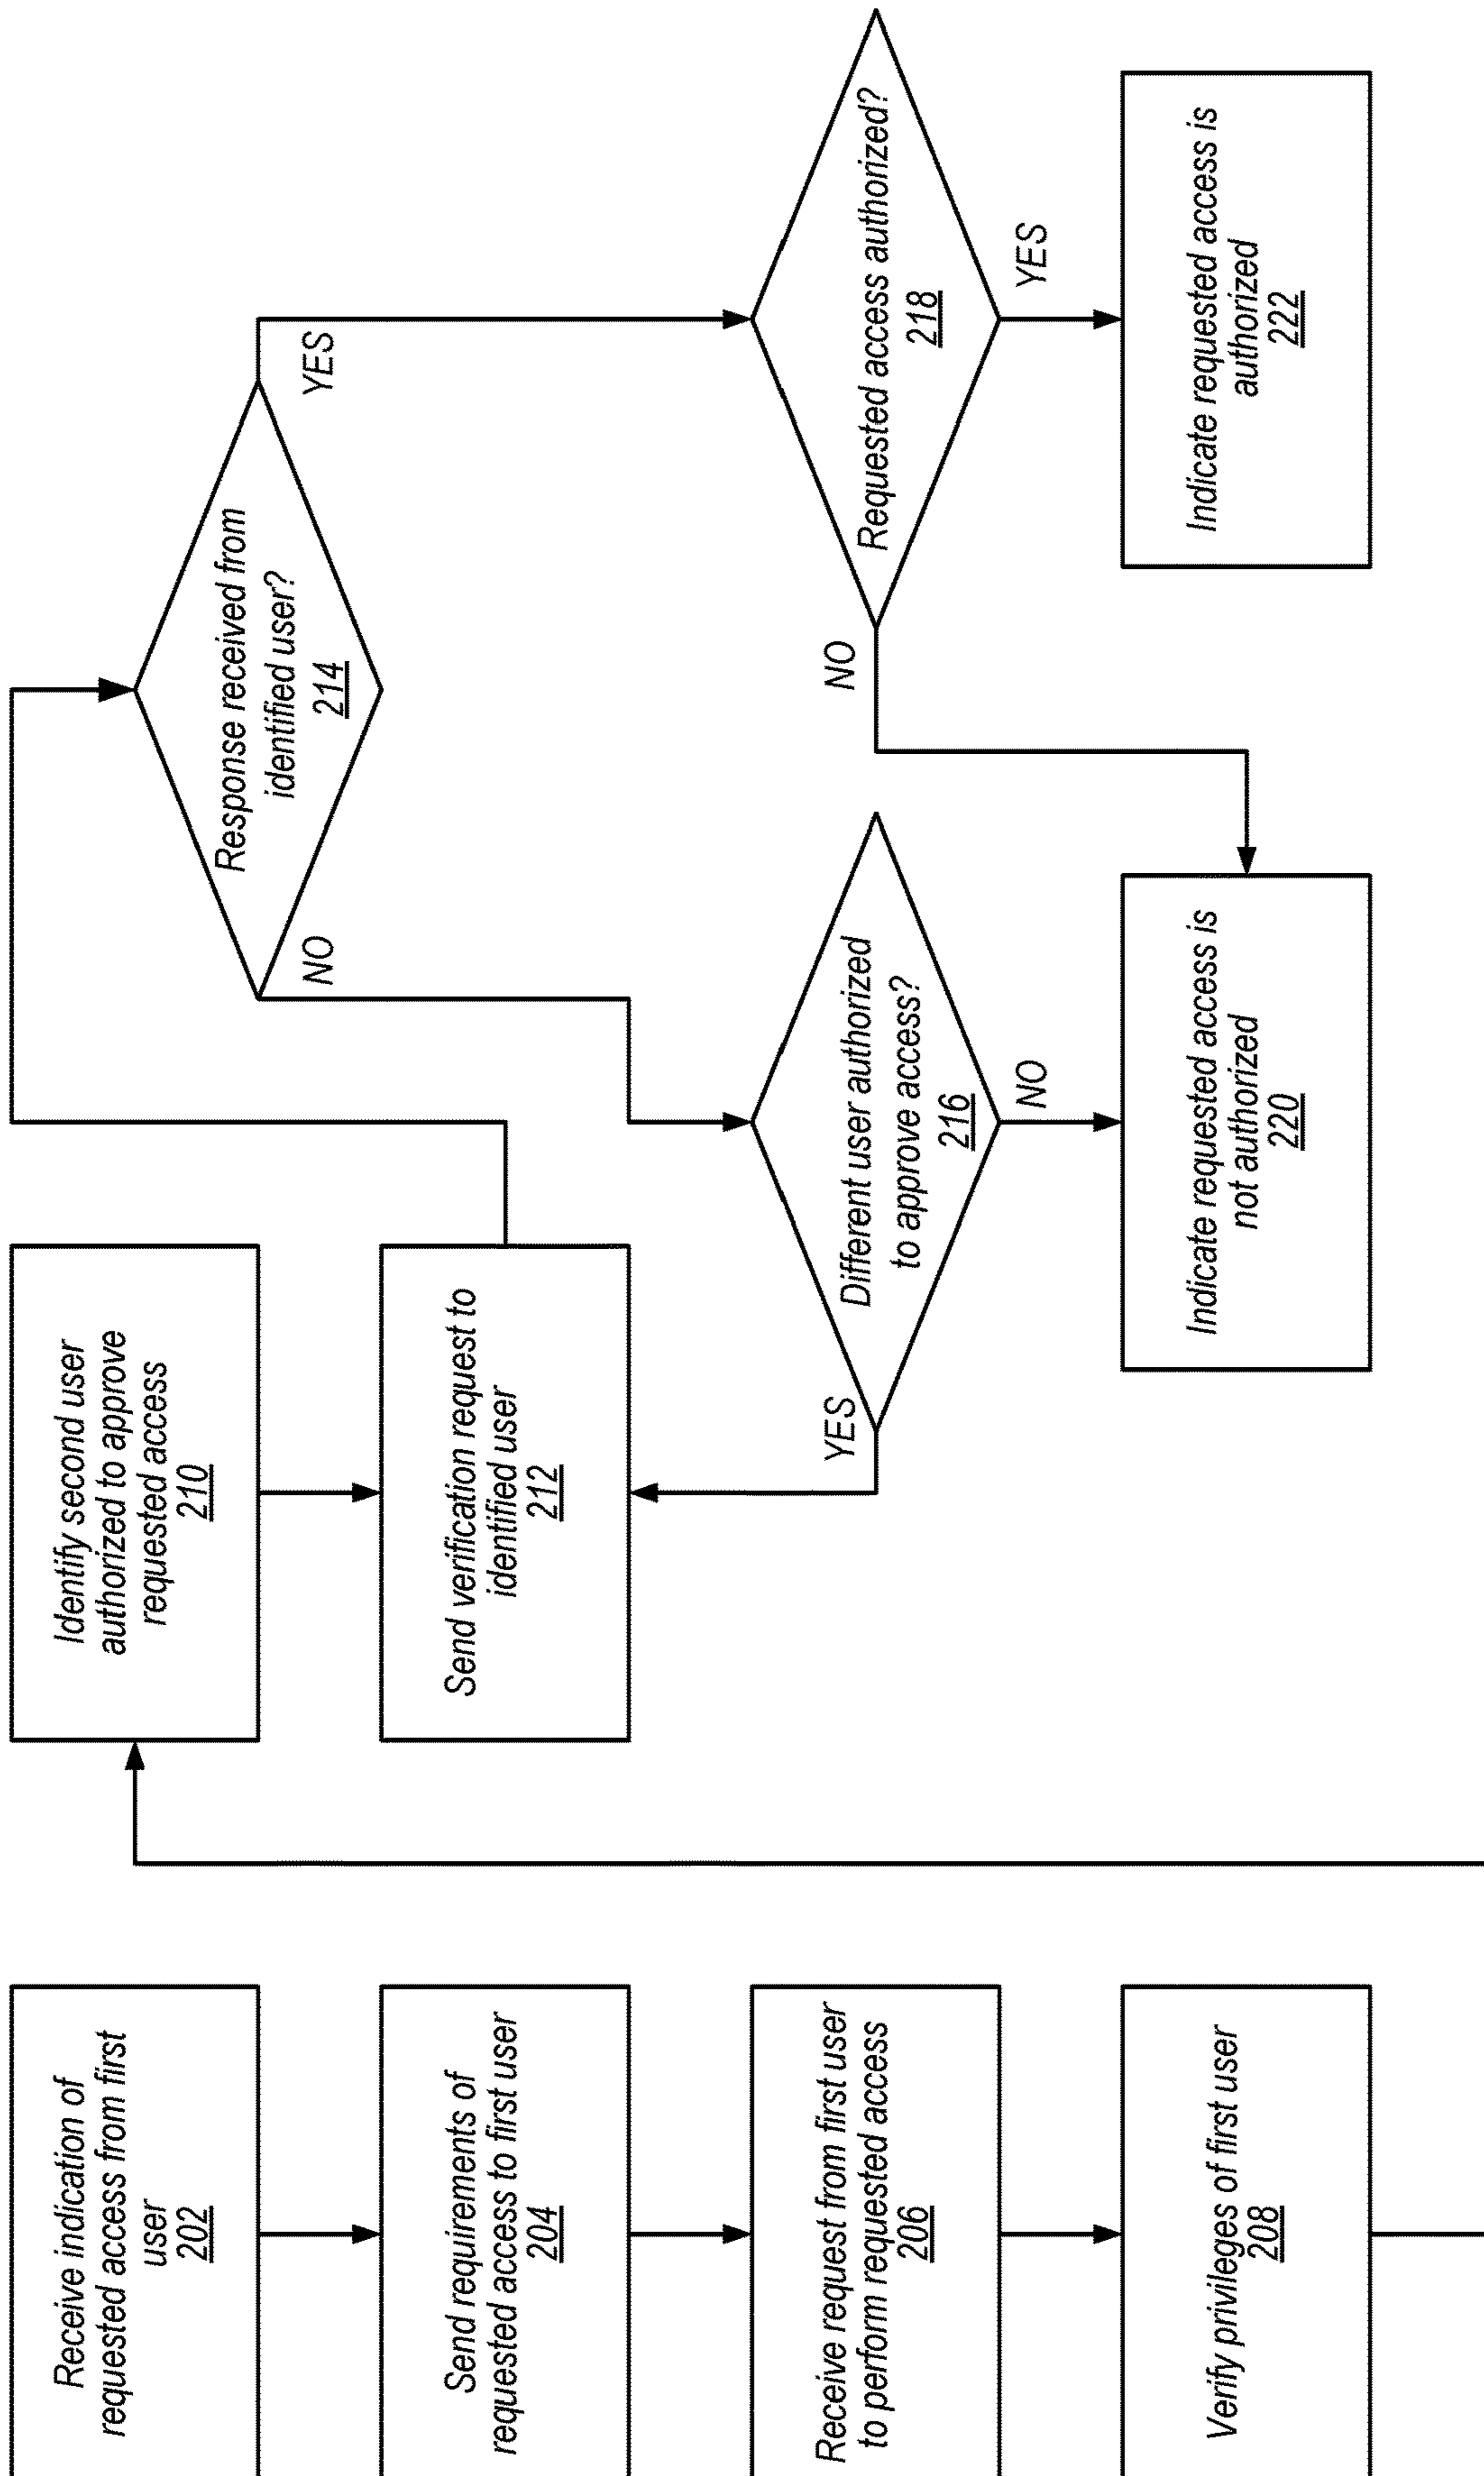 Receive indication of
requested access from first
user
202
Send requirements of
requested access to first user
204
Receive request from first user
to perform requested access
206
Verify privileges of first user
208
Identify second user
authorized to approve
requested access
210
Send verification request to
identified user
212
Response received from
identified user?
214
NO
YES
Different user authorized
to approve access?
216
YES
NO
Requested access authorized?
218
NO
YES
Indicate requested access is
not authorized
220
Indicate requested access is
authorized
222